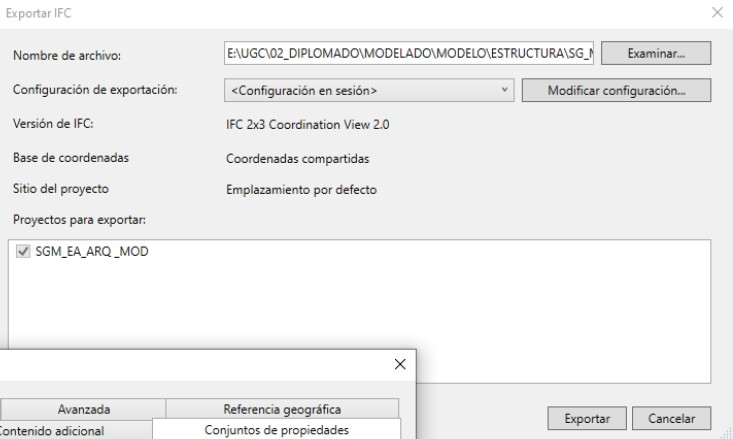 Exportar IFC
Nombre de archivo: E:\UGC\02_DIPLOMADO\MODELADO\MODELO\ESTRUCTURA\SG_ Examinar...
Configuración de exportación: <Configuración en sesión> Modificar configuración...
Versión de IFC: IFC 2x3 Coordination View 2.0
Base de coordenadas Coordenadas compartidas
Sitio del proyecto Emplazamiento por defecto
Proyectos para exportar:
SGM_EA_ARQ _MOD
Avanzada Referencia geográfica
Contenido adicional Conjuntos de propiedades
Exportar Cancelar